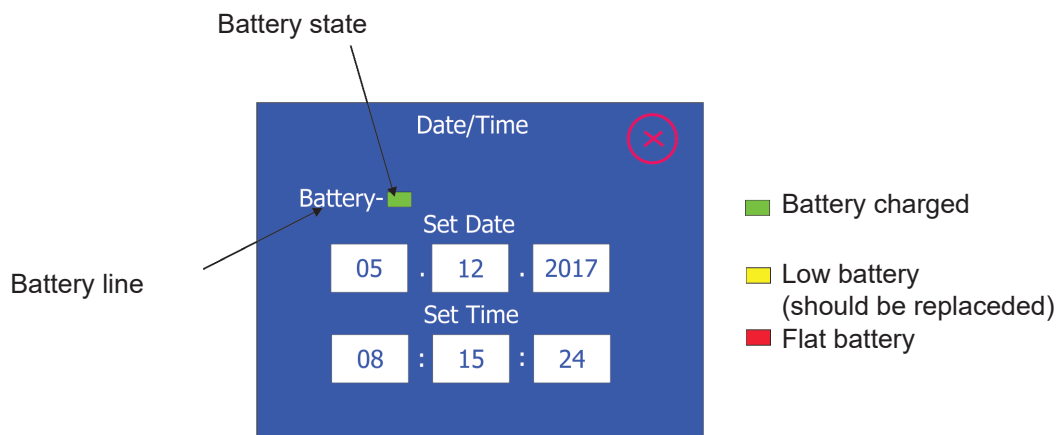 Battery state
Date/Time
Battery-
Set Date
05 . 12 . 2017
Set Time
08 : 15 : 24
Battery line
Battery charged
Low battery
(should be replaceded)
Flat battery